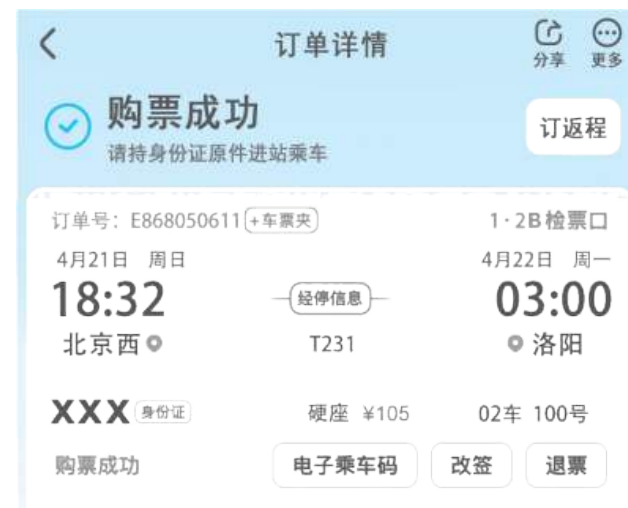 订单详情
分享 更多
购票成功
请持身份证原件进站乘车
订返程
订单号：E868050611 +车票夹 1·2B检票口
4月21日 周日 4月22日 周一
18:32 经停信息 03:00
北京西 T231 洛阳
XXX 身份证 硬座 ¥105 02车 100号
购票成功 电子乘车码 改签 退票